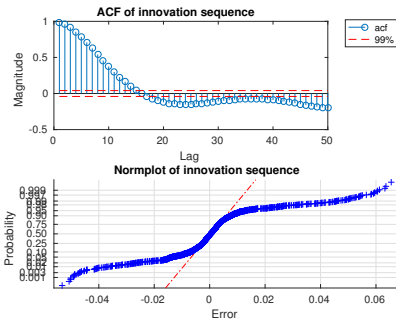 ACF of innovation sequence
acf
99%
1
0.5
0
-0.5
Magnitude
0 10 20 30 40 50
Lag
Normplot of innovation sequence
0.999
0.997
0.90
0.75
0.50
0.25
0.003
0.001
Probability
-0.04 -0.02 0 0.02 0.04 0.06
Error